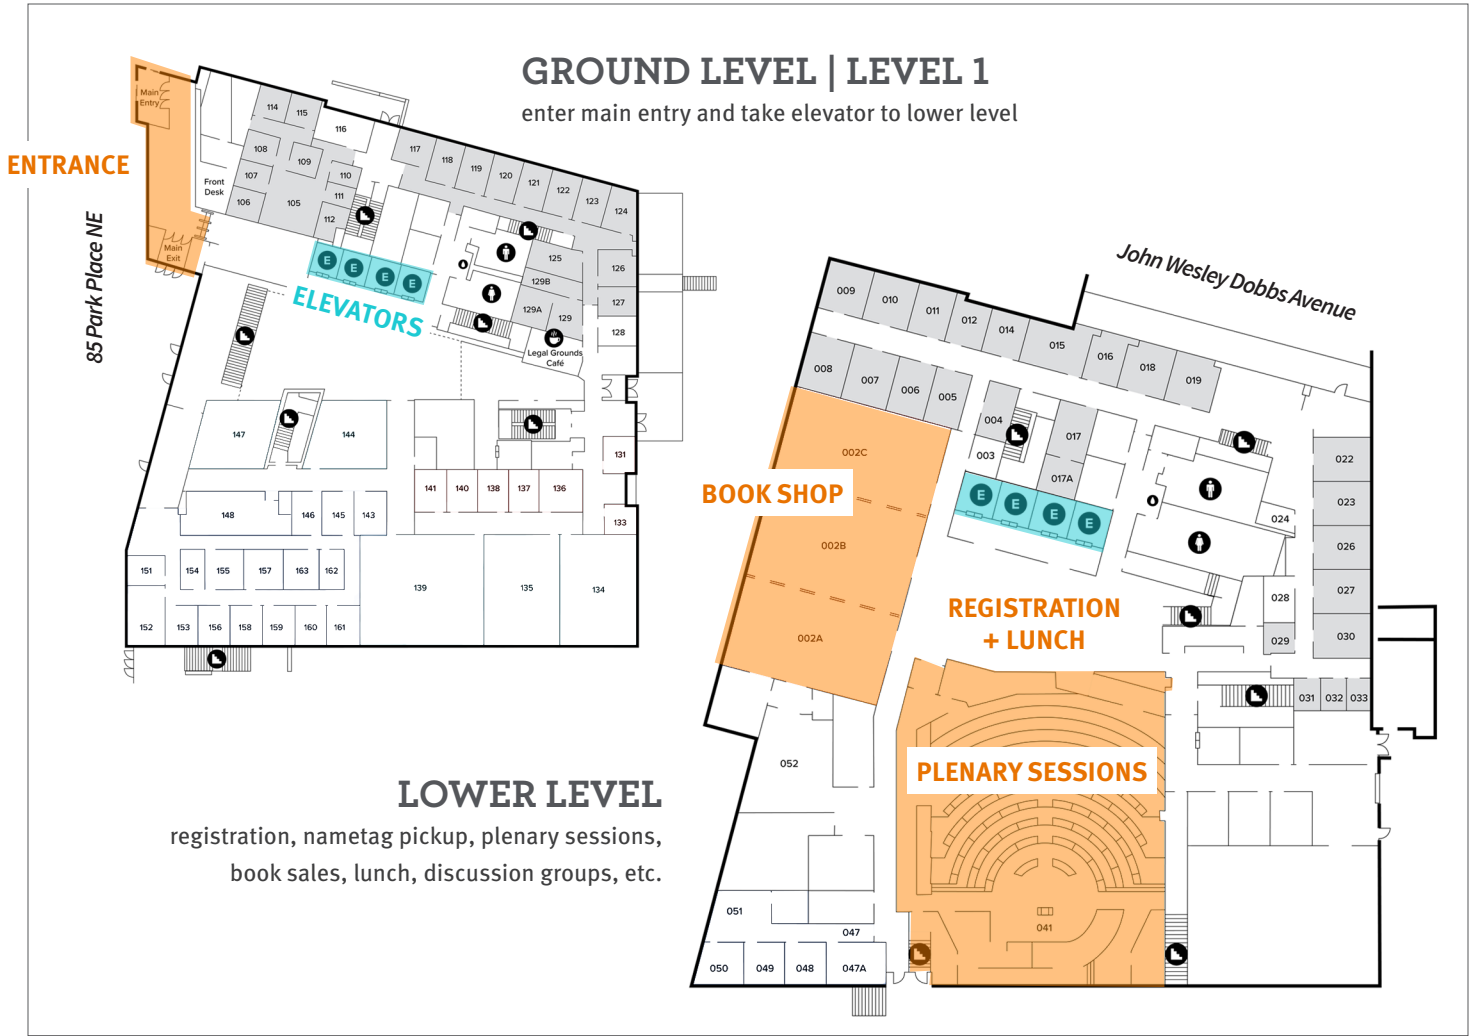 GROUND LEVEL | LEVEL 1
enter main entry and take elevator to lower level
ENTRANCE
85 Park Place NE
Main
Entry
Front
Desk
Main
Exit
114
115
116
108
109
107
110
106
105
111
112
117
118
119
120
121
122
123
124
125
126
129B
127
129A
129
128
E
E
E
E
ELEVATORS
Legal Grounds
Café
147
144
131
141
140
138
137
136
133
148
146
145
143
151
154
155
157
163
162
139
135
134
152
153
156
158
159
160
161
LOWER LEVEL
registration, nametag pickup, plenary sessions,
book sales, lunch, discussion groups, etc.
John Wesley Dobbs Avenue
009
010
011
012
014
015
016
018
019
008
007
006
005
004
003
017
017A
022
023
024
026
027
028
029
030
031
032
033
E
E
E
E
002C
BOOK SHOP
002B
002A
REGISTRATION
+ LUNCH
PLENARY SESSIONS
041
052
051
047
050
049
048
047A